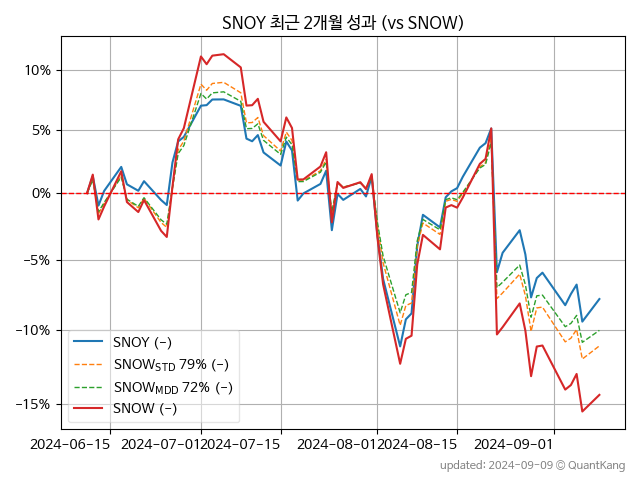 SNOY 최근 2개월 성과 (vs SNOW)
10%
5%
0%
−5%
−10%
−15%
SNOY (−)
SNOW_STD 79% (−)
SNOW_MDD 72% (−)
SNOW (−)
2024-06-15
2024-07-01
2024-07-15
2024-08-01
2024-08-15
2024-09-01
updated: 2024-09-09 © QuantKang